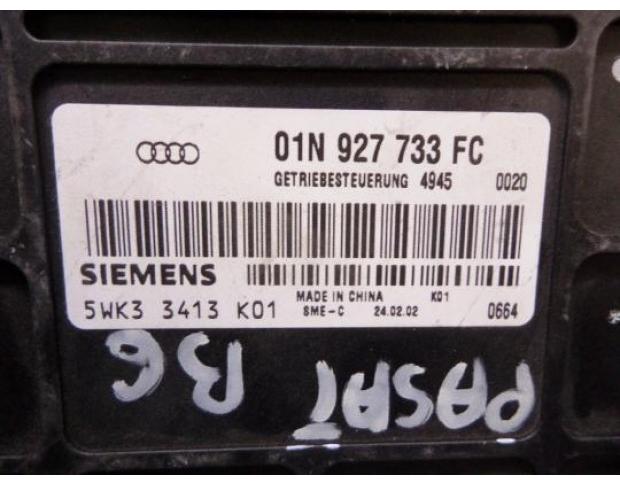 01N 927 733 FC
GETRIEBESTEUERUNG 4945 0020
SIEMENS
MADE IN CHINA K01
5WK3 3413 K01 SME-C 24.02.02 0664
PASAT